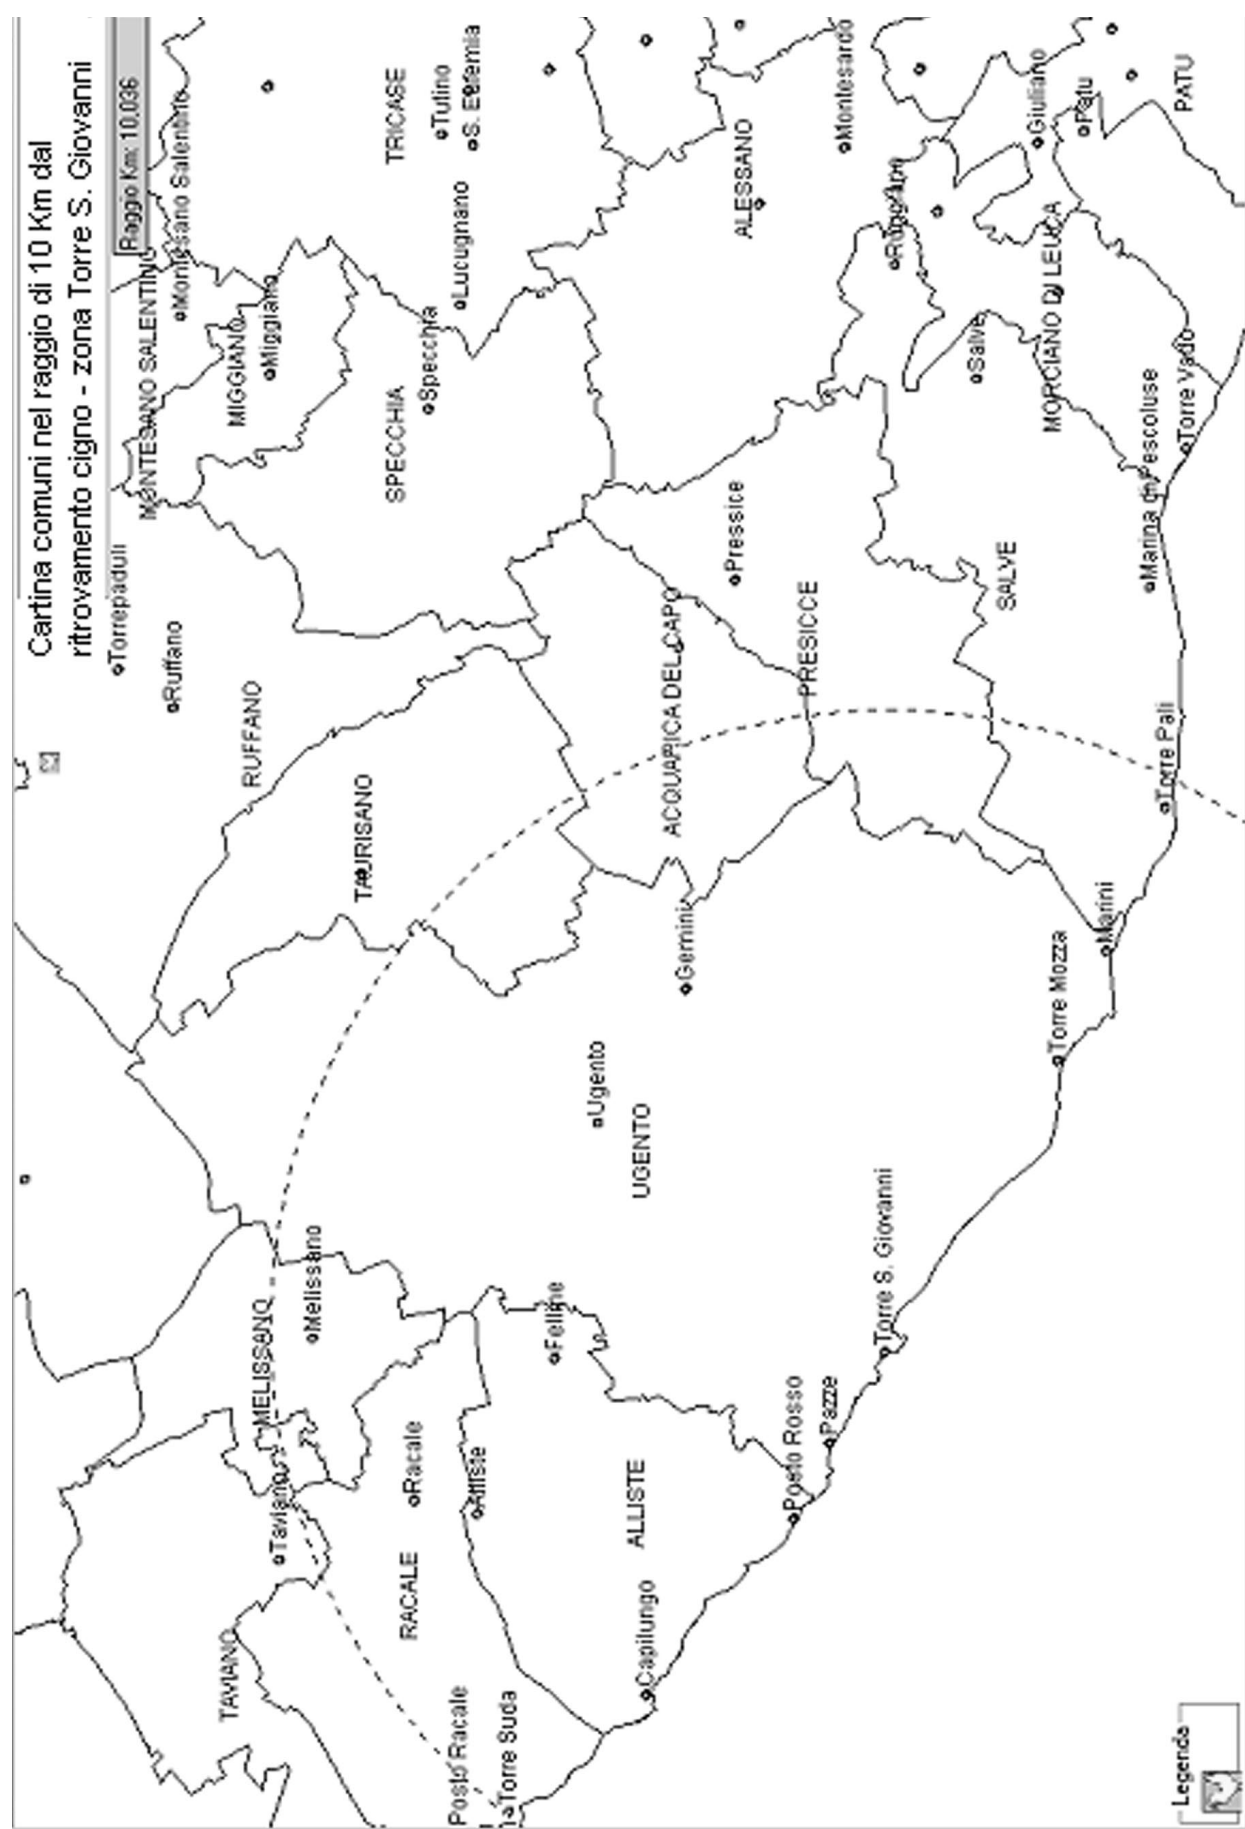 Cartina comuni nel raggio di 10 Km dal
ritrovamento cigno - zona Torre S. Giovanni
Raggio Km: 10,036
Torrepaduli
MONTESANO SALENTINO
Montesano Salentino
Ruffano
RUFFANO
MIGGIANO
Miggiano
TAURISANO
SPECCHIA
Specchia
TRICASE
Tutino
S. Eufemia
Lucugnano
Taviano
TAVIANO
MELISSANO
Melissano
RACALE
Racale
Alliste
Posto Racale
Torre Suda
Felline
Ugento
UGENTO
ALLISTE
Capilungo
Gemini
ACQUARICA DEL CAPO
Pressice
PRESICCE
ALESSANO
Montesardo
Ruggiano
Posto Rosso
Pazze
Torre S. Giovanni
Salve
SALVE
Giuliano
Patu
PATU
MORCIANO DI LEUCA
Torre Mozza
Marini
Torre Pali
Marina di Pescoluse
Torre Vado
Legenda